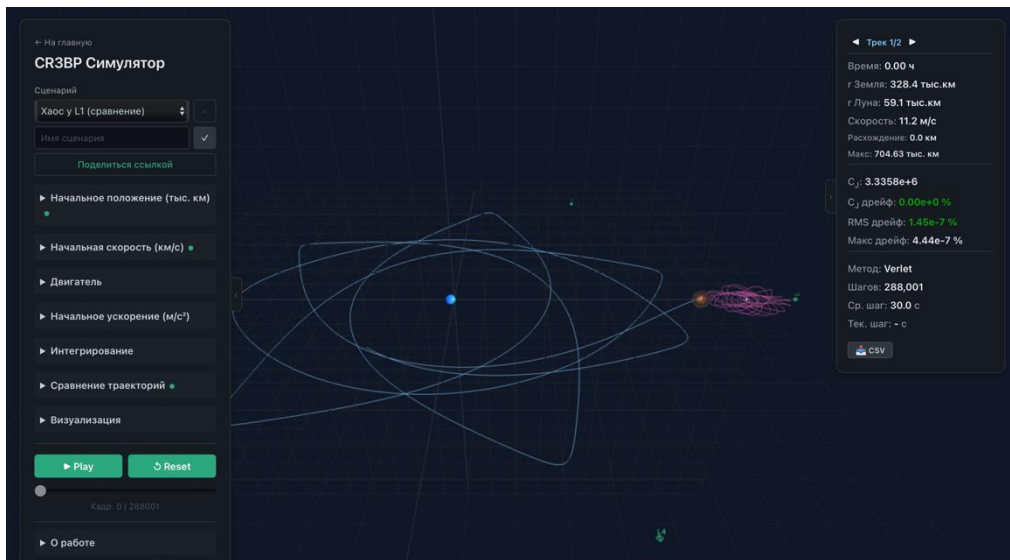 ← На главную
CR3BP Симулятор
Сценарий
Хаос у L1 (сравнение)
Имя сценария
Поделиться ссылкой
▶ Начальное положение (тыс. км)
▶ Начальная скорость (км/с)
▶ Двигатель
▶ Начальное ускорение (м/с²)
▶ Интегрирование
▶ Сравнение траекторий
▶ Визуализация
▶ Play
↺ Reset
Кадр: 0 / 288001
▶ О работе
L4
◀ Трек 1/2 ▶
Время: 0.00 ч
r Земля: 328.4 тыс.км
r Луна: 59.1 тыс.км
Скорость: 11.2 м/с
Расхождение: 0.0 км
Макс: 704.63 тыс. км
CJ: 3.3358e+6
CJ дрейф: 0.00e+0 %
RMS дрейф: 1.45e-7 %
Макс дрейф: 4.44e-7 %
Метод: Verlet
Шагов: 288,001
Ср. шаг: 30.0 с
Тек. шаг: - с
CSV